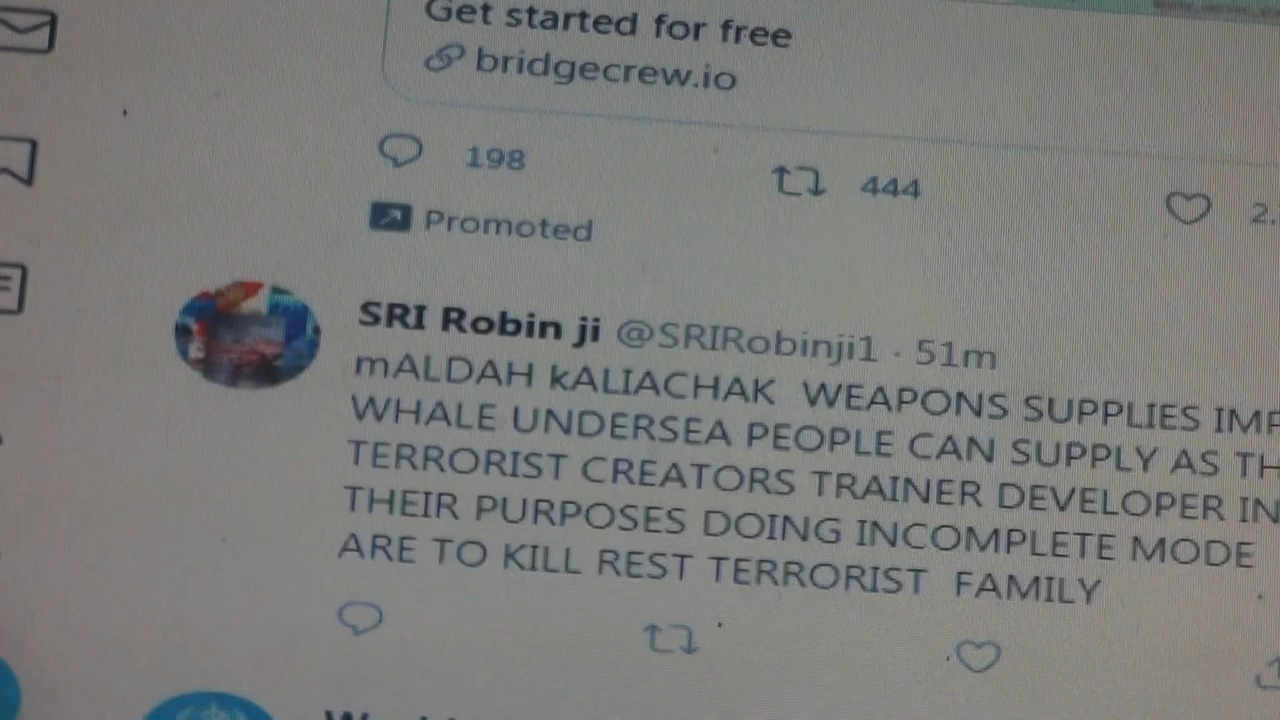 Get started for free
bridgecrew.io
198 444 2.
Promoted
SRI Robin ji @SRIRobinji1 · 51m
mALDAH kALIACHAK WEAPONS SUPPLIES
WHALE UNDERSEA PEOPLE CAN SUPPLY AS
TERRORIST CREATORS TRAINER DEVELOPER IN
THEIR PURPOSES DOING INCOMPLETE MODE
ARE TO KILL REST TERRORIST FAMILY